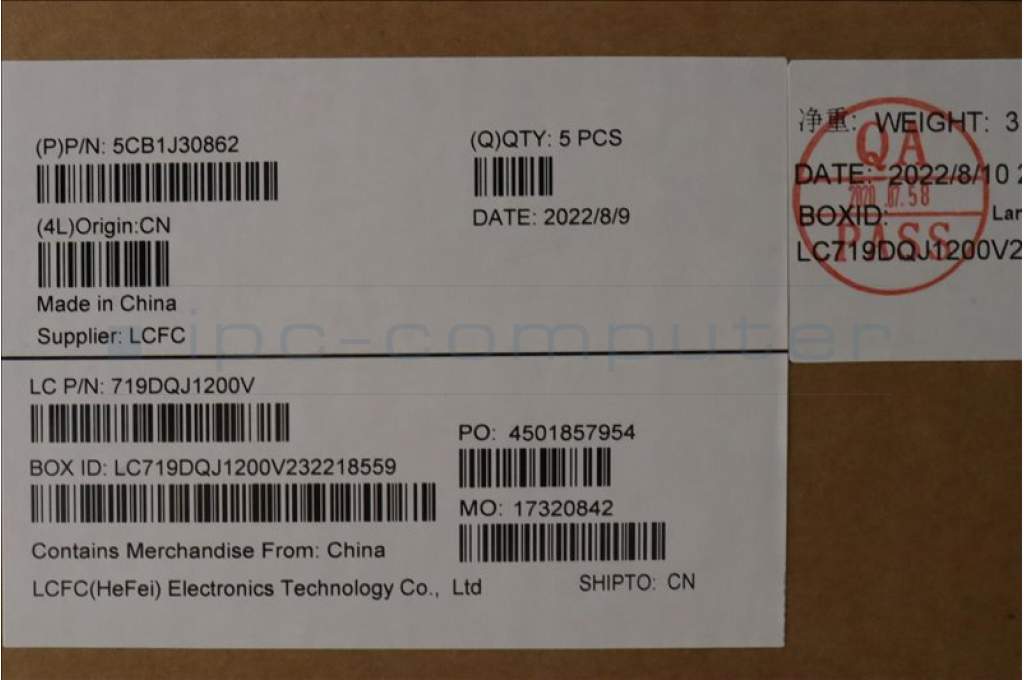 (P)P/N: 5CB1J30862
(Q)QTY: 5 PCS
(4L)Origin:CN
DATE: 2022/8/9
Made in China
Supplier: LCFC
LC P/N: 719DQJ1200V
PO: 4501857954
BOX ID: LC719DQJ1200V232218559
MO: 17320842
Contains Merchandise From: China
LCFC(HeFei) Electronics Technology Co., Ltd
SHIPTO: CN
净重: WEIGHT: 3
DATE: 2022/8/10 2
BOXID:
LC719DQJ1200V2
QA
PASS
ipc-computer